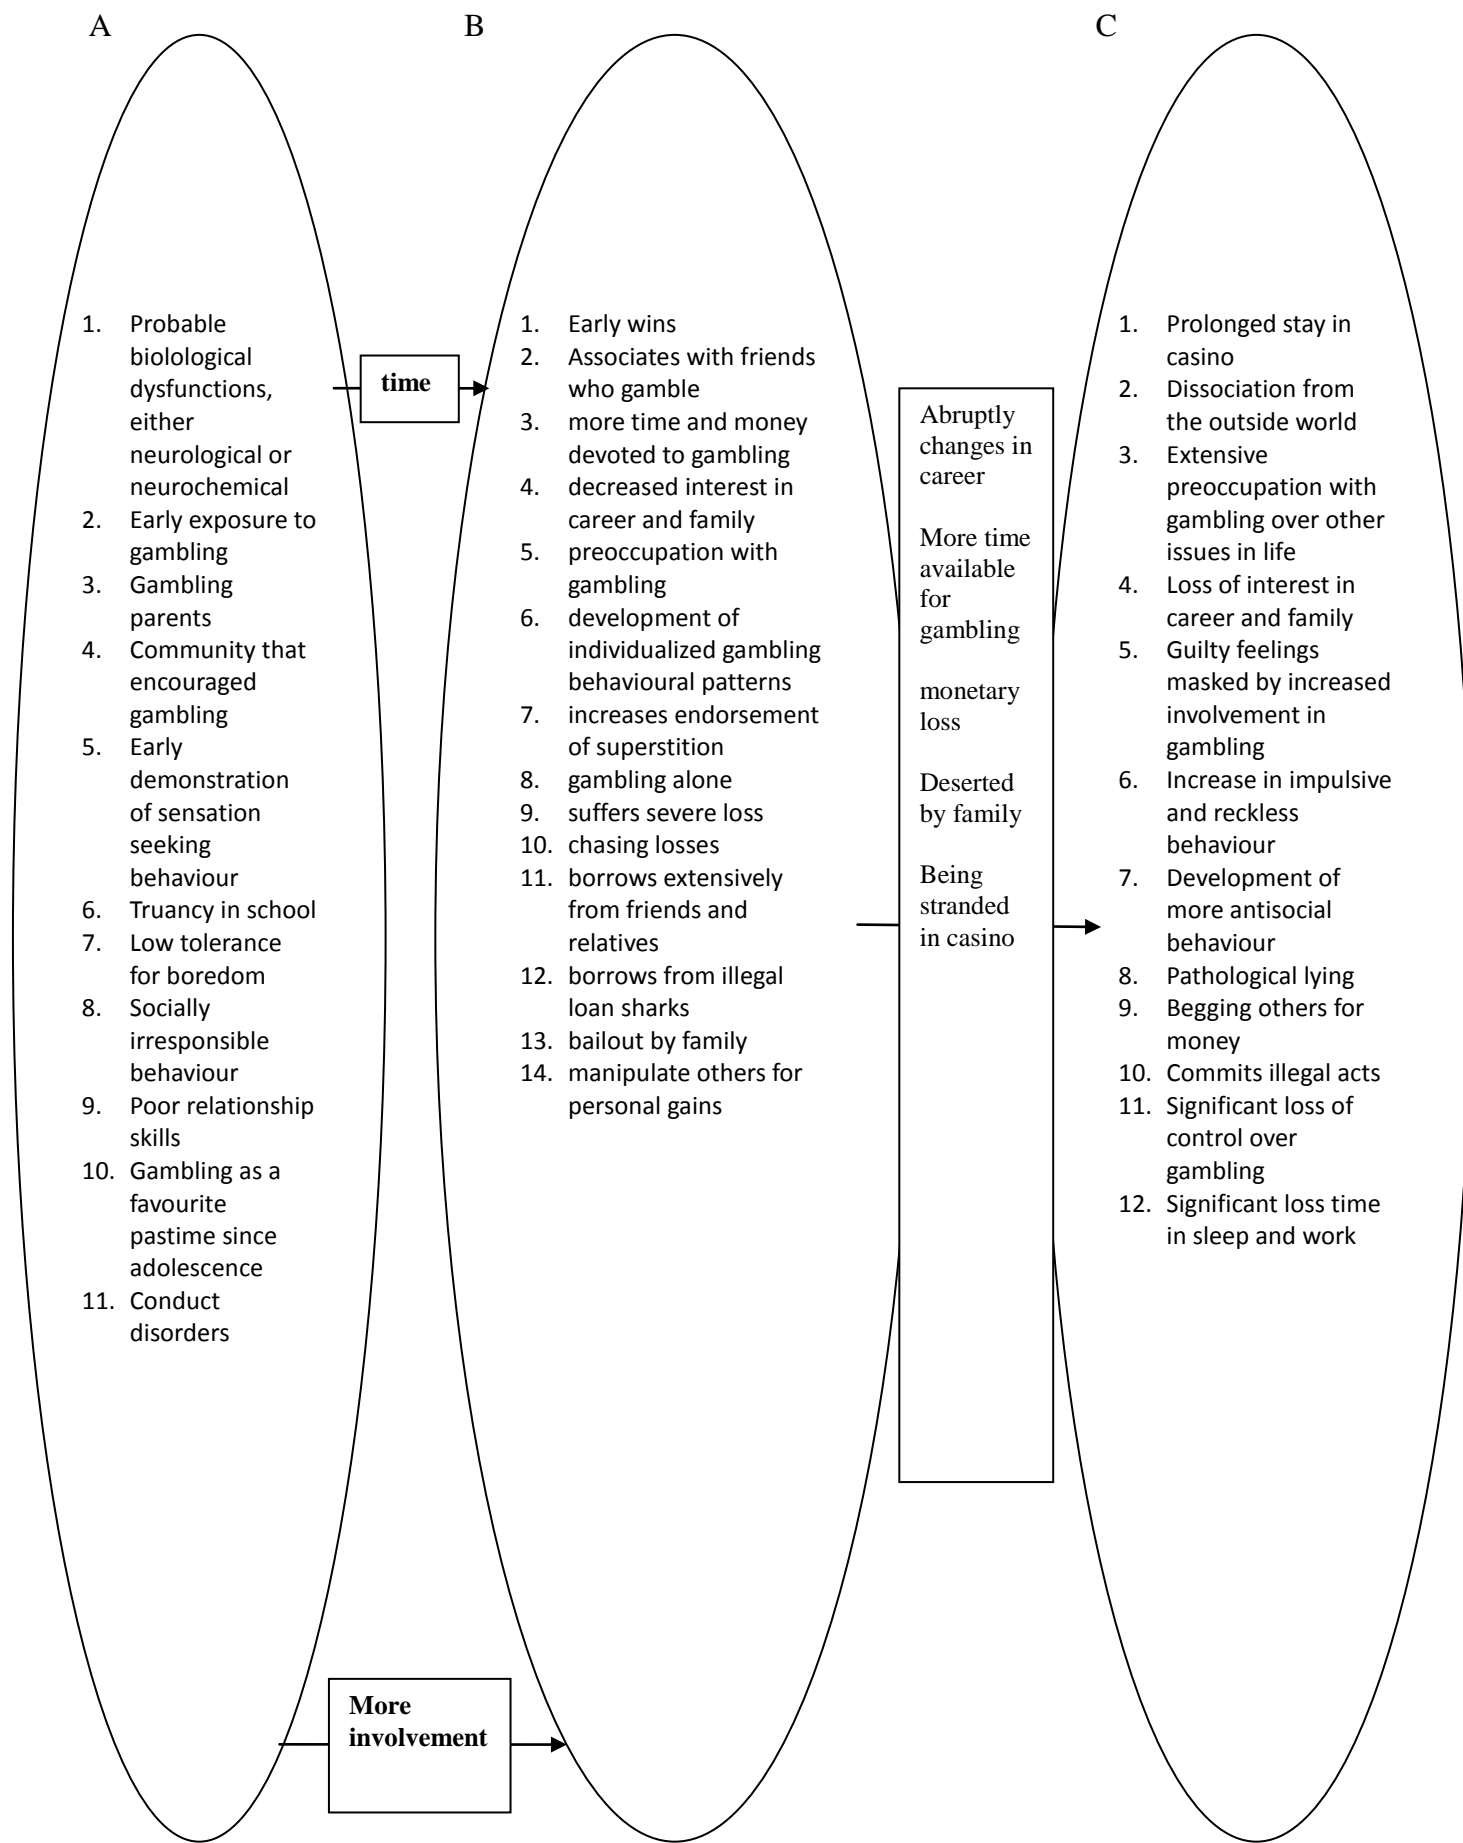 A
B
C
1. Probable
biolological
dysfunctions,
either
neurological or
neurochemical
2. Early exposure to
gambling
3. Gambling
parents
4. Community that
encouraged
gambling
5. Early
demonstration
of sensation
seeking
behaviour
6. Truancy in school
7. Low tolerance
for boredom
8. Socially
irresponsible
behaviour
9. Poor relationship
skills
10. Gambling as a
favourite
pastime since
adolescence
11. Conduct
disorders
time
More
involvement
1. Early wins
2. Associates with friends
who gamble
3. more time and money
devoted to gambling
4. decreased interest in
career and family
5. preoccupation with
gambling
6. development of
individualized gambling
behavioural patterns
7. increases endorsement
of superstition
8. gambling alone
9. suffers severe loss
10. chasing losses
11. borrows extensively
from friends and
relatives
12. borrows from illegal
loan sharks
13. bailout by family
14. manipulate others for
personal gains
Abruptly
changes in
career
More time
available
for
gambling
monetary
loss
Deserted
by family
Being
stranded
in casino
1. Prolonged stay in
casino
2. Dissociation from
the outside world
3. Extensive
preoccupation with
gambling over other
issues in life
4. Loss of interest in
career and family
5. Guilty feelings
masked by increased
involvement in
gambling
6. Increase in impulsive
and reckless
behaviour
7. Development of
more antisocial
behaviour
8. Pathological lying
9. Begging others for
money
10. Commits illegal acts
11. Significant loss of
control over
gambling
12. Significant loss time
in sleep and work